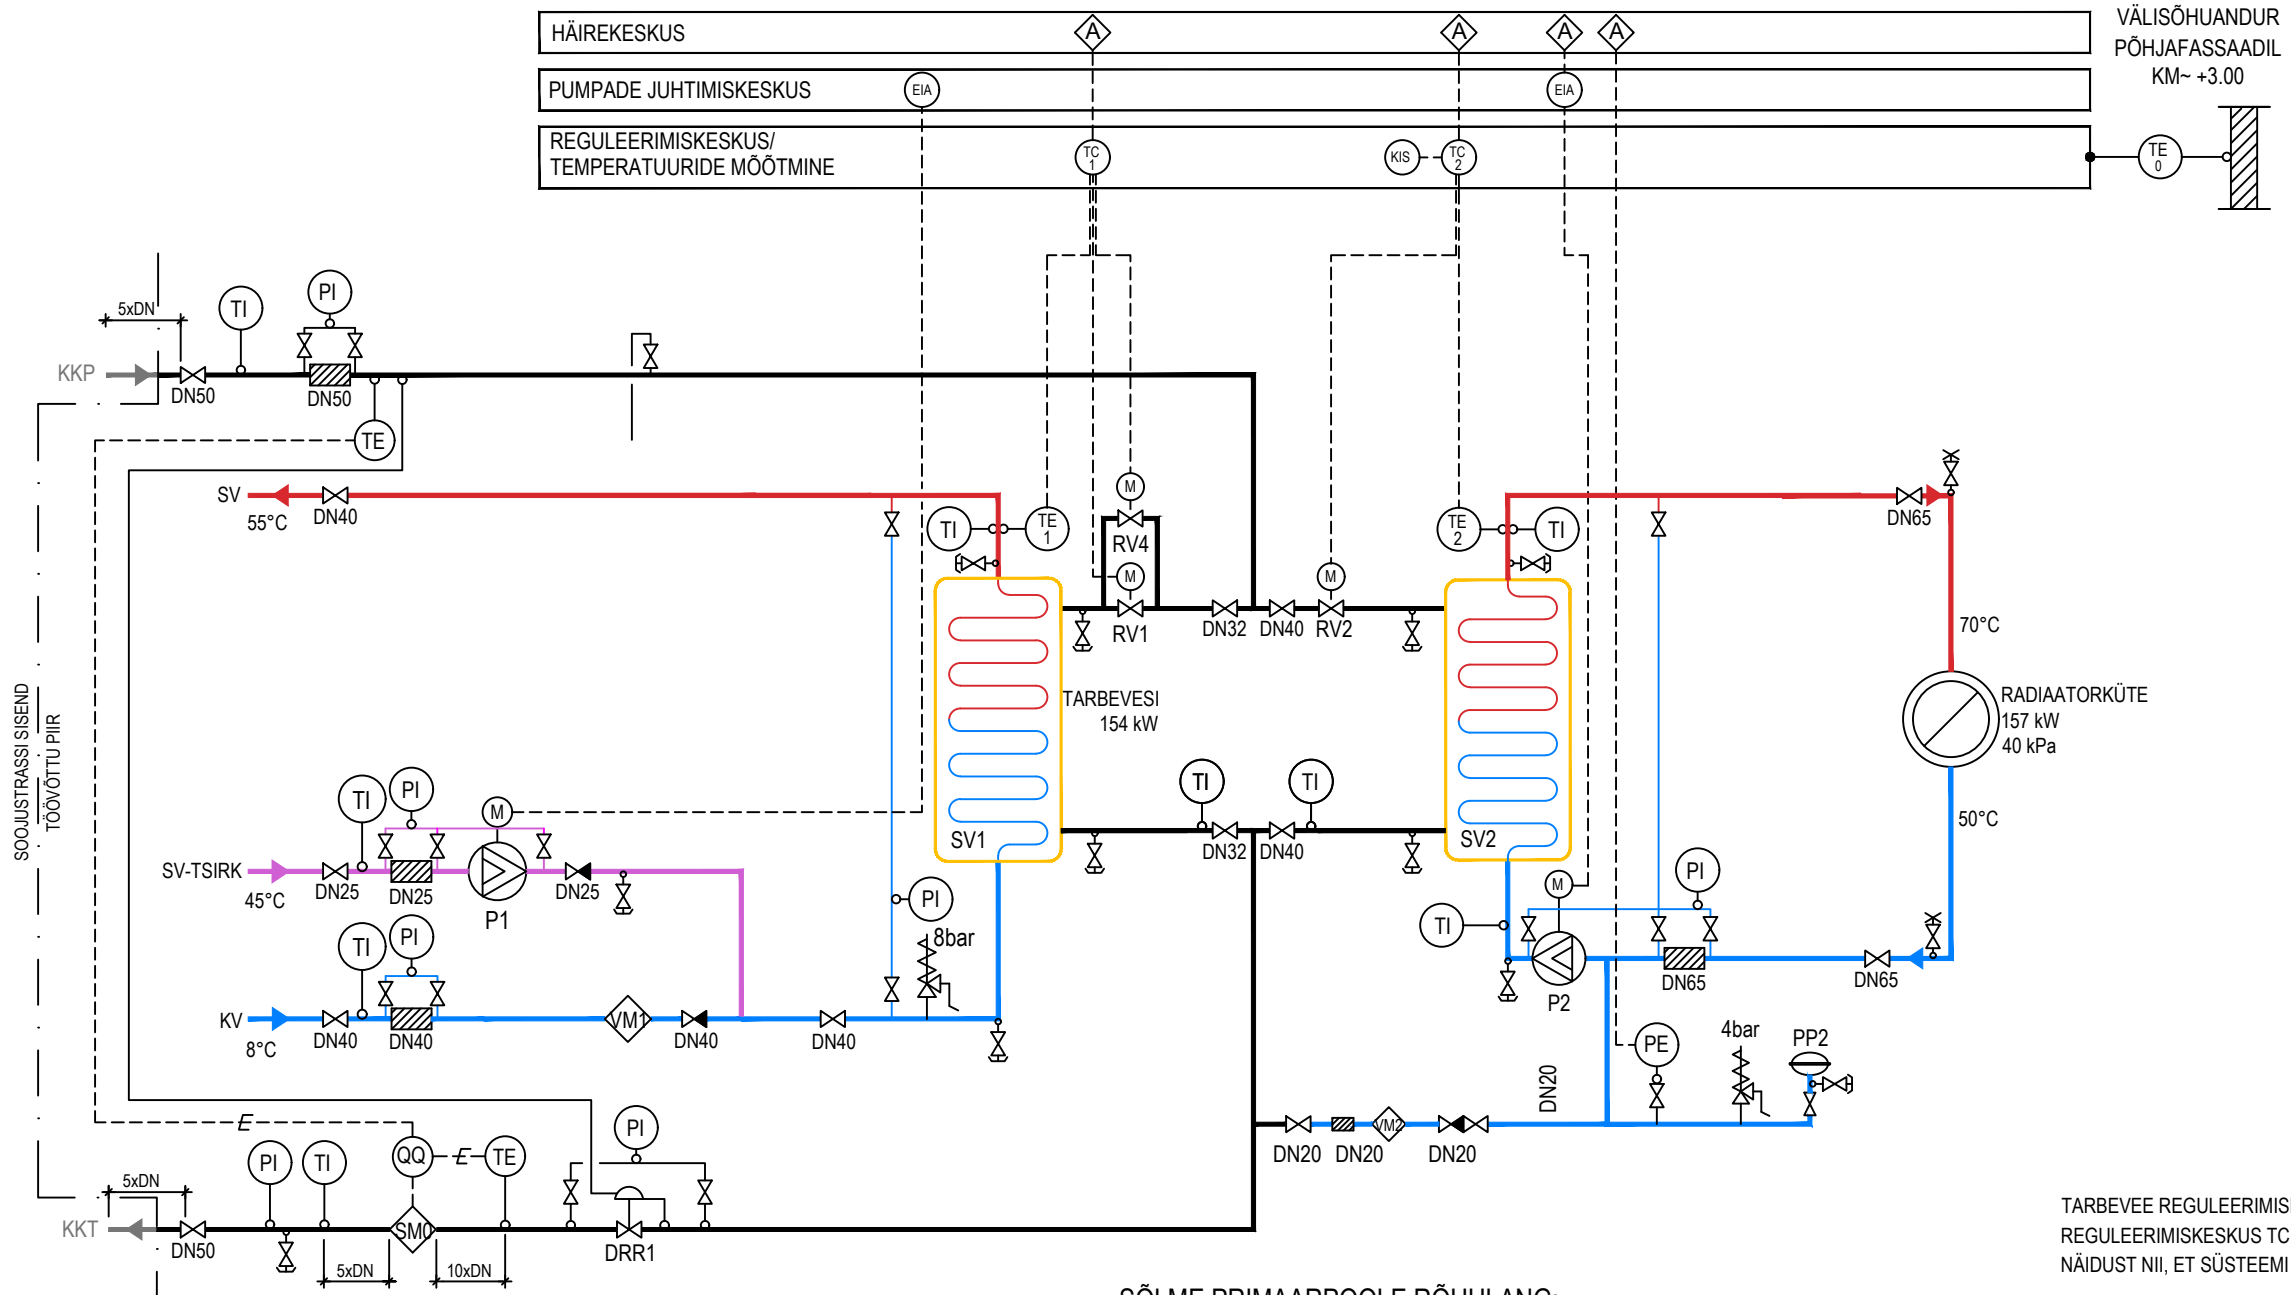 HÄIREKESKUS
A
A
A
A
VÄLISÕHUANDUR
PÕHJAFASSAADIL
KM~ +3.00
PUMPADE JUHTIMISKESKUS
EIA
EIA
REGULEERIMISKESKUS/
TEMPERATUURIDE MÕÕTMINE
TC
1
KIS
TC
2
TE
0
5xDN
TI
PI
KKP
DN50
DN50
TE
SV
55°C
DN40
TI
TE
1
M
RV4
M
RV1
DN32
DN40
M
RV2
TE
2
TI
DN65
70°C
TARBEVESI
154 kW
RADIAATORKÜTE
157 kW
40 kPa
50°C
SOOJUSTRASSI SISEND
TÖÖVÕTU PIIR
TI
PI
M
SV-TSIRK
45°C
DN25
DN25
P1
DN25
SV1
TI
TI
DN32
DN40
SV2
PI
8bar
TI
M
P2
PI
DN65
DN65
TI
PI
KV
8°C
DN40
DN40
VM1
DN40
DN40
DN20
PE
4bar
PP2
DN20
DN20
VM2
DN20
E
PI
TI
QQ
E
TE
PI
5xDN
KKT
DN50
SM0
DRR1
5xDN
10xDN
TARBEVEE REGULEERIMIS
REGULEERIMISKESKUS TC
NÄIDUST NII, ET SÜSTEEMI
SÕLME PRIMAARPOOLE RÕHULANG: